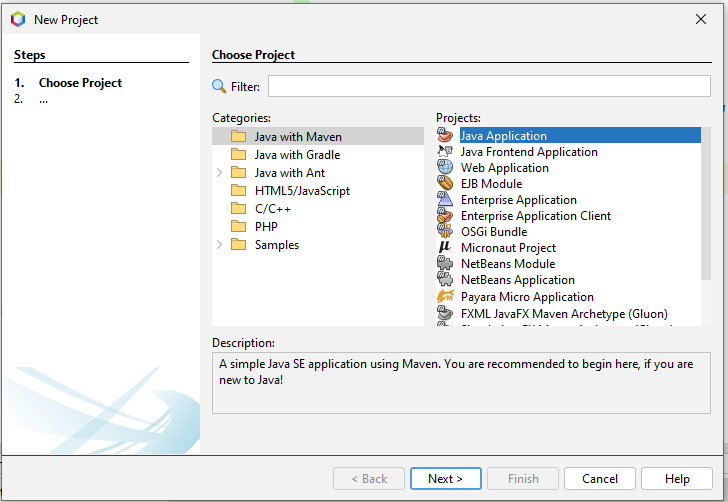 New Project
Steps
1. Choose Project
2. ...
Choose Project
Filter:
Categories:
Java with Maven
Java with Gradle
Java with Ant
HTML5/JavaScript
C/C++
PHP
Samples
Projects:
Java Application
Java Frontend Application
Web Application
EJB Module
Enterprise Application
Enterprise Application Client
OSGi Bundle
Micronaut Project
NetBeans Module
NetBeans Application
Payara Micro Application
FXML JavaFX Maven Archetype (Gluon)
Description:
A simple Java SE application using Maven. You are recommended to begin here, if you are
new to Java!
< Back
Next >
Finish
Cancel
Help